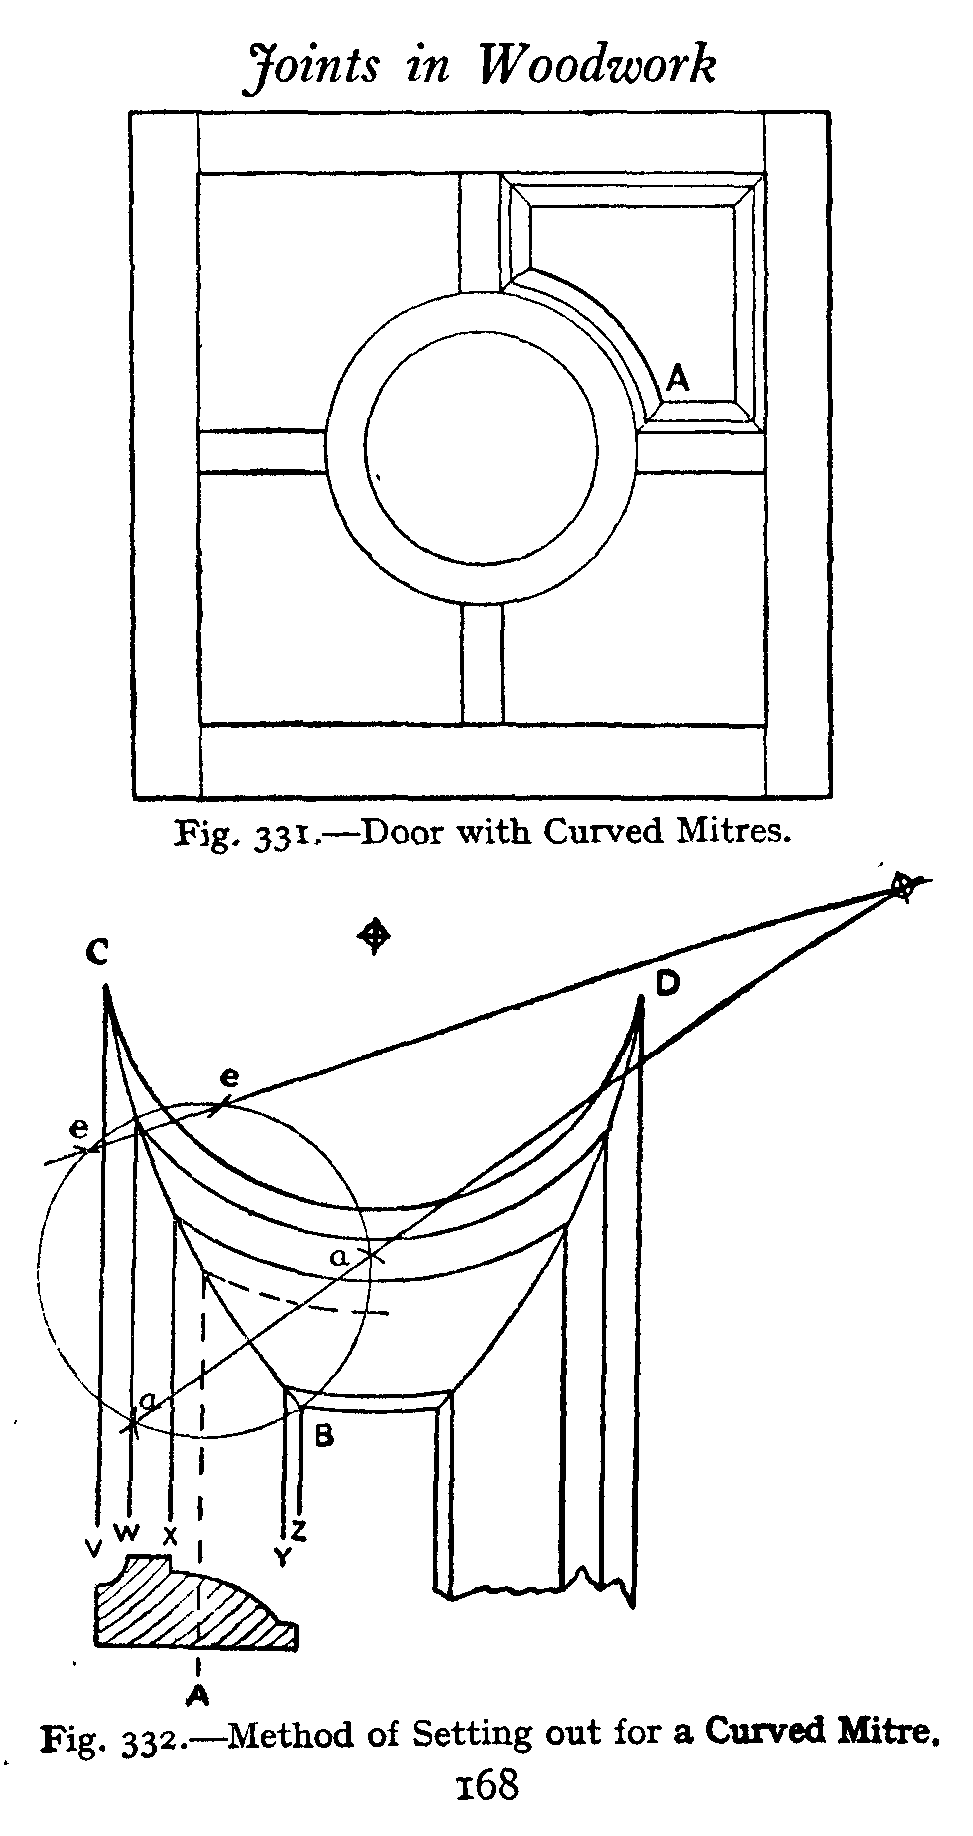 Joints in Woodwork
A
Fig. 331.—Door with Curved Mitres.
C
D
e
e
a
a
B
V W X Y Z
A
Fig. 332.—Method of Setting out for a Curved Mitre.
168